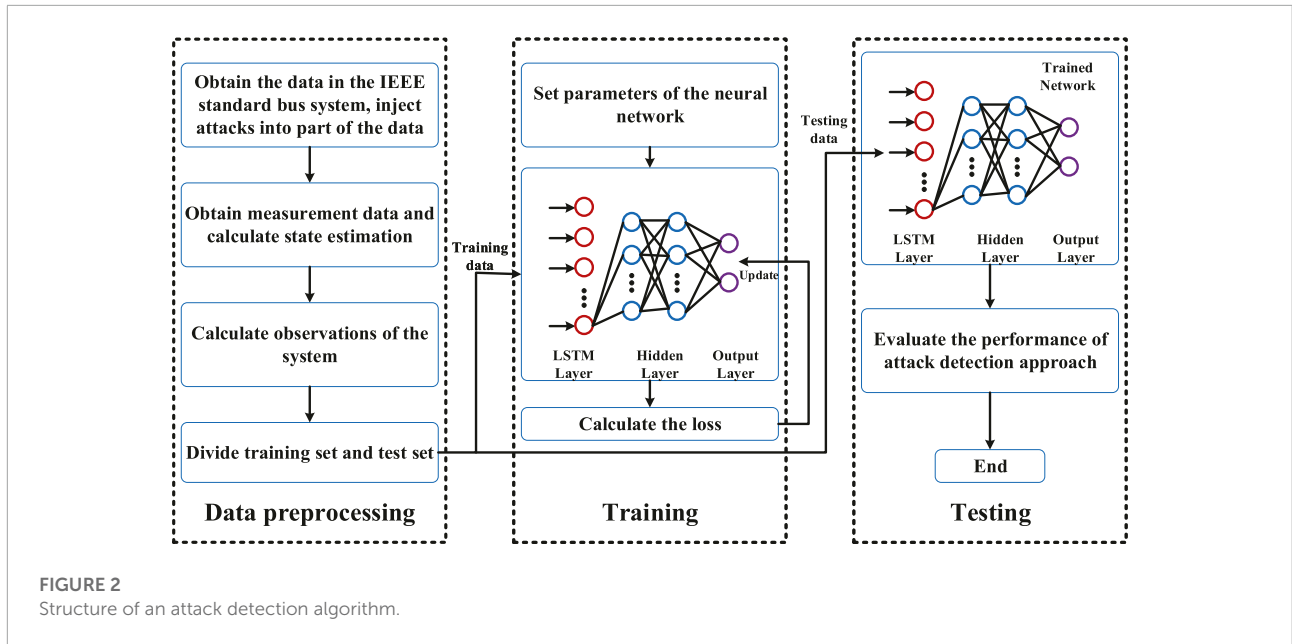 Obtain the data in the IEEE
standard bus system, inject
attacks into part of the data
Obtain measurement data and
calculate state estimation
Calculate observations of the
system
Divide training set and test set
Data preprocessing
Training
data
Set parameters of the neural
network
Update
LSTM
Layer
Hidden
Layer
Output
Layer
Calculate the loss
Training
Testing
data
Trained
Network
LSTM
Layer
Hidden
Layer
Output
Layer
Evaluate the performance of
attack detection approach
End
Testing
FIGURE 2
Structure of an attack detection algorithm.